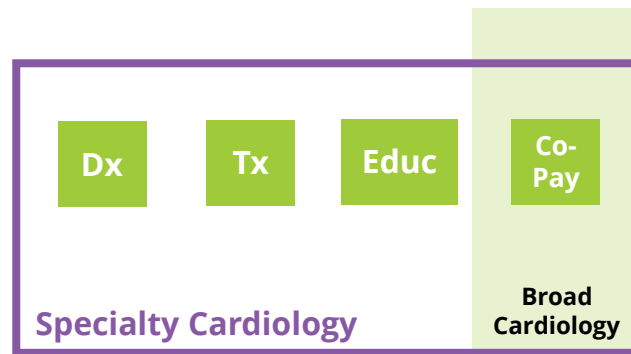 Dx
Tx
Educ
Co-
Pay
Specialty Cardiology
Broad
Cardiology